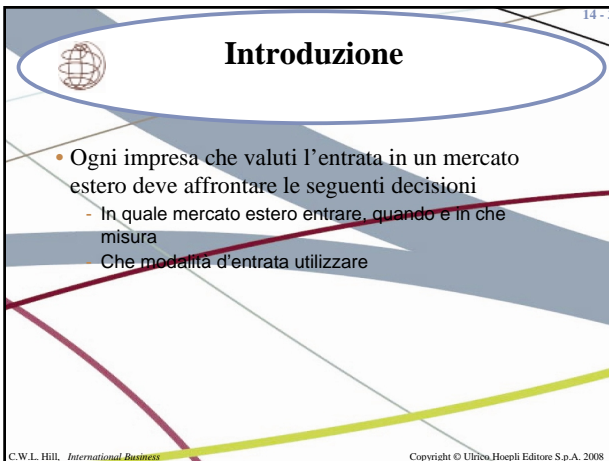 14 -
Introduzione
• Ogni impresa che valuti l’entrata in un mercato
estero deve affrontare le seguenti decisioni
- In quale mercato estero entrare, quando e in che
misura
- Che modalità d’entrata utilizzare
C.W.L. Hill, International Business
Copyright © Ulrico Hoepli Editore S.p.A. 2008